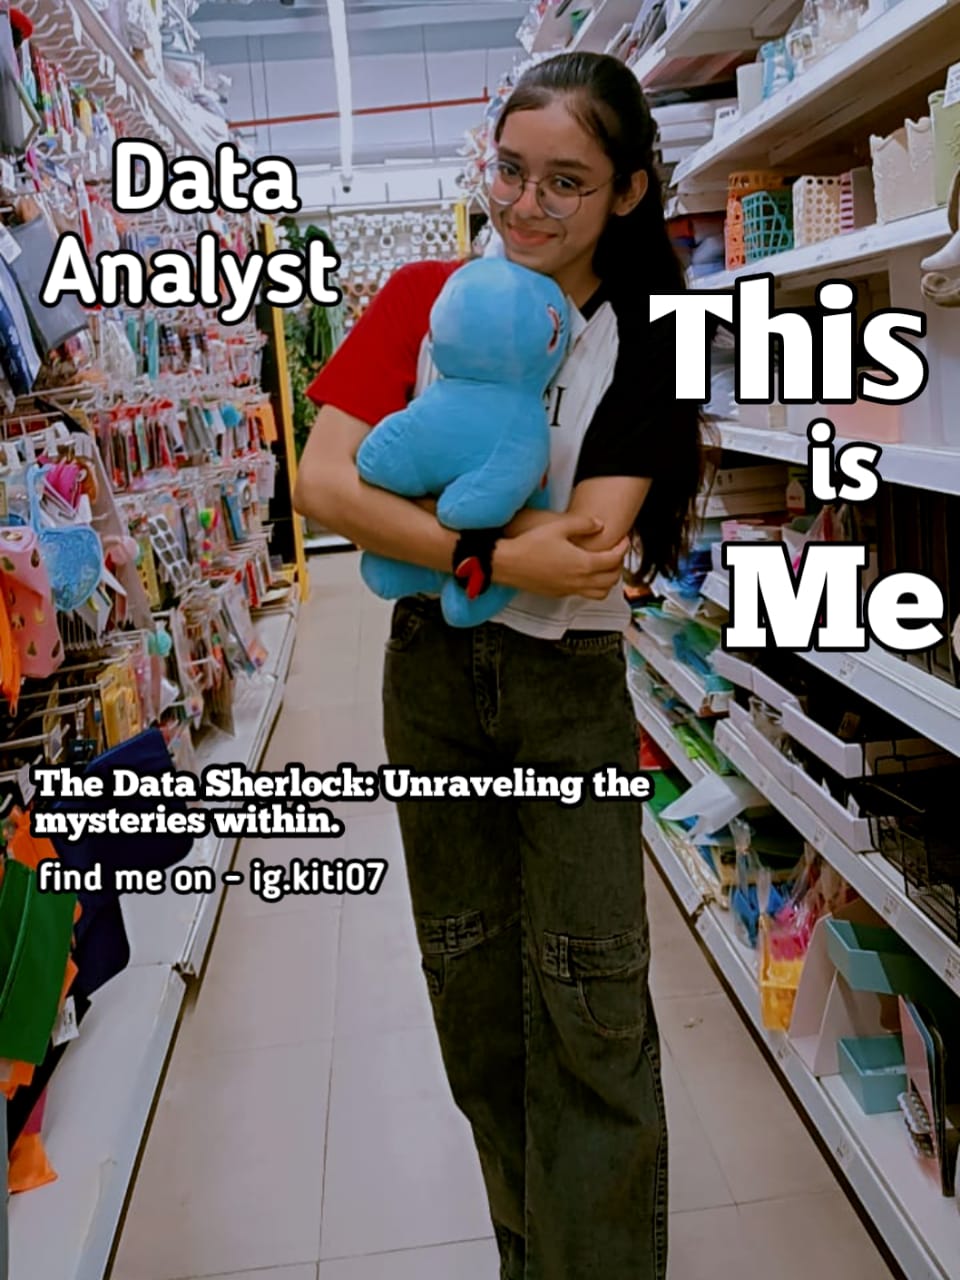 Data
Analyst
This
is
Me
The Data Sherlock: Unraveling the
mysteries within.
find me on - ig.kiti07